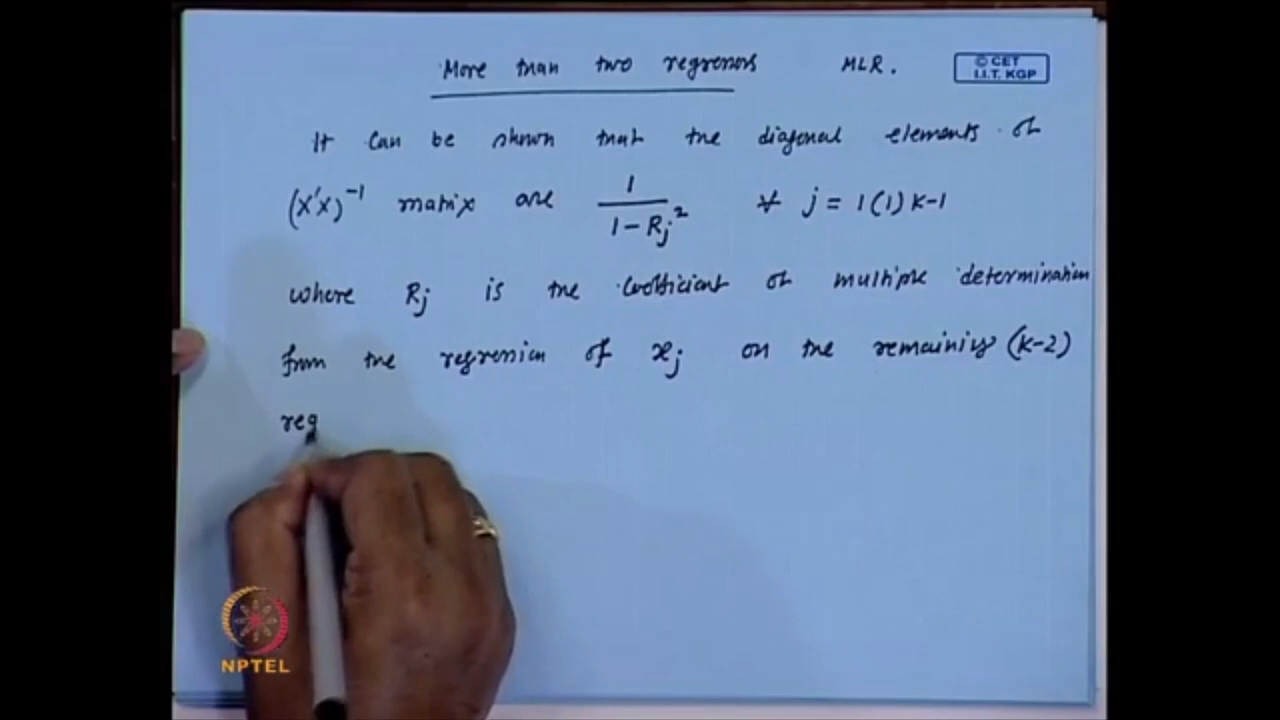 More than two regressors MLR.
© CET
I.I.T. KGP
It can be shown that the diagonal elements of
(X'X)⁻¹ matrix are 1/(1-Rj²) ∀ j = 1(1)k-1
where Rj is the coefficient of multiple determination
from the regression of xj on the remaining (k-2)
reg
NPTEL